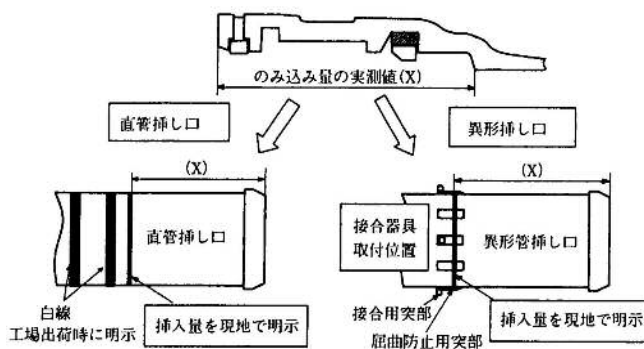 のみ込み量の実測値(X)
直管挿し口
異形挿し口
(X)
(X)
直管挿し口
接合器具
取付位置
異形管挿し口
白線
工場出荷時に明示
挿入量を現地で明示
接合用突部
屈曲防止用突部
挿入量を現地で明示